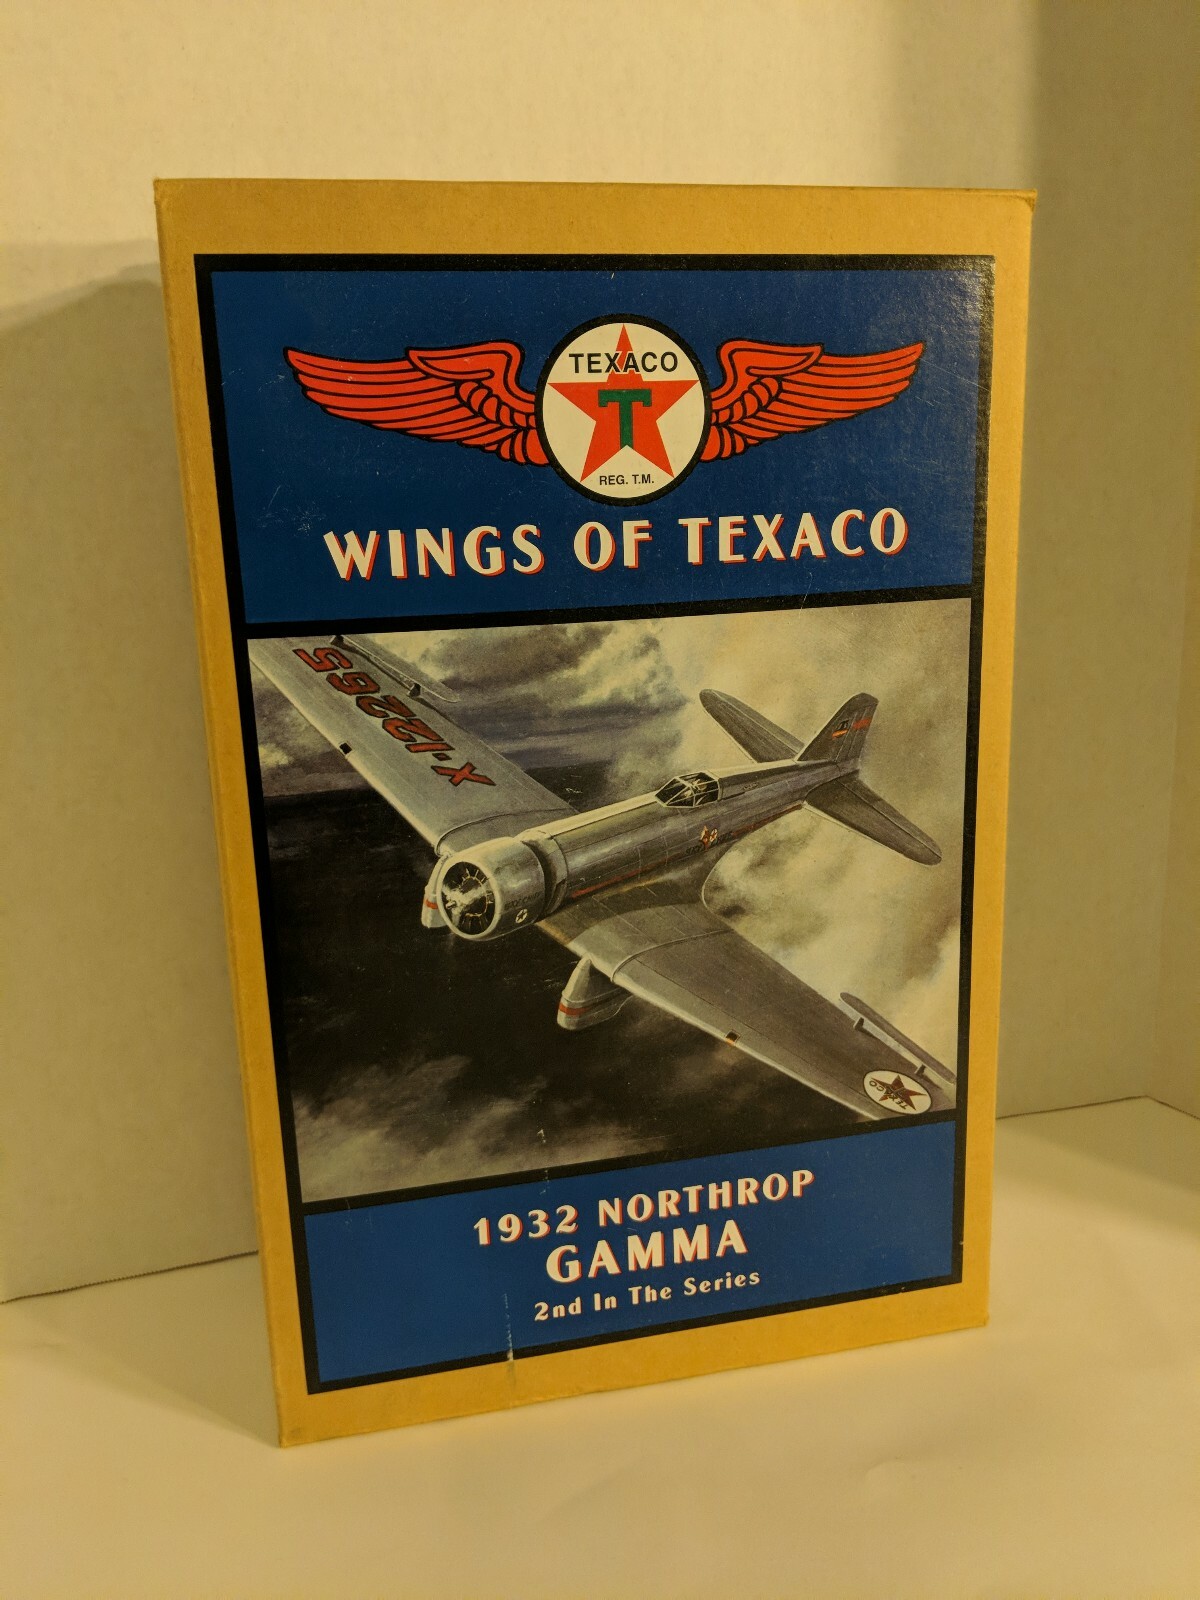 TEXACO
T
REG. T.M.
WINGS OF TEXACO
X-12265
TEXACO
1932 NORTHROP
GAMMA
2nd In The Series